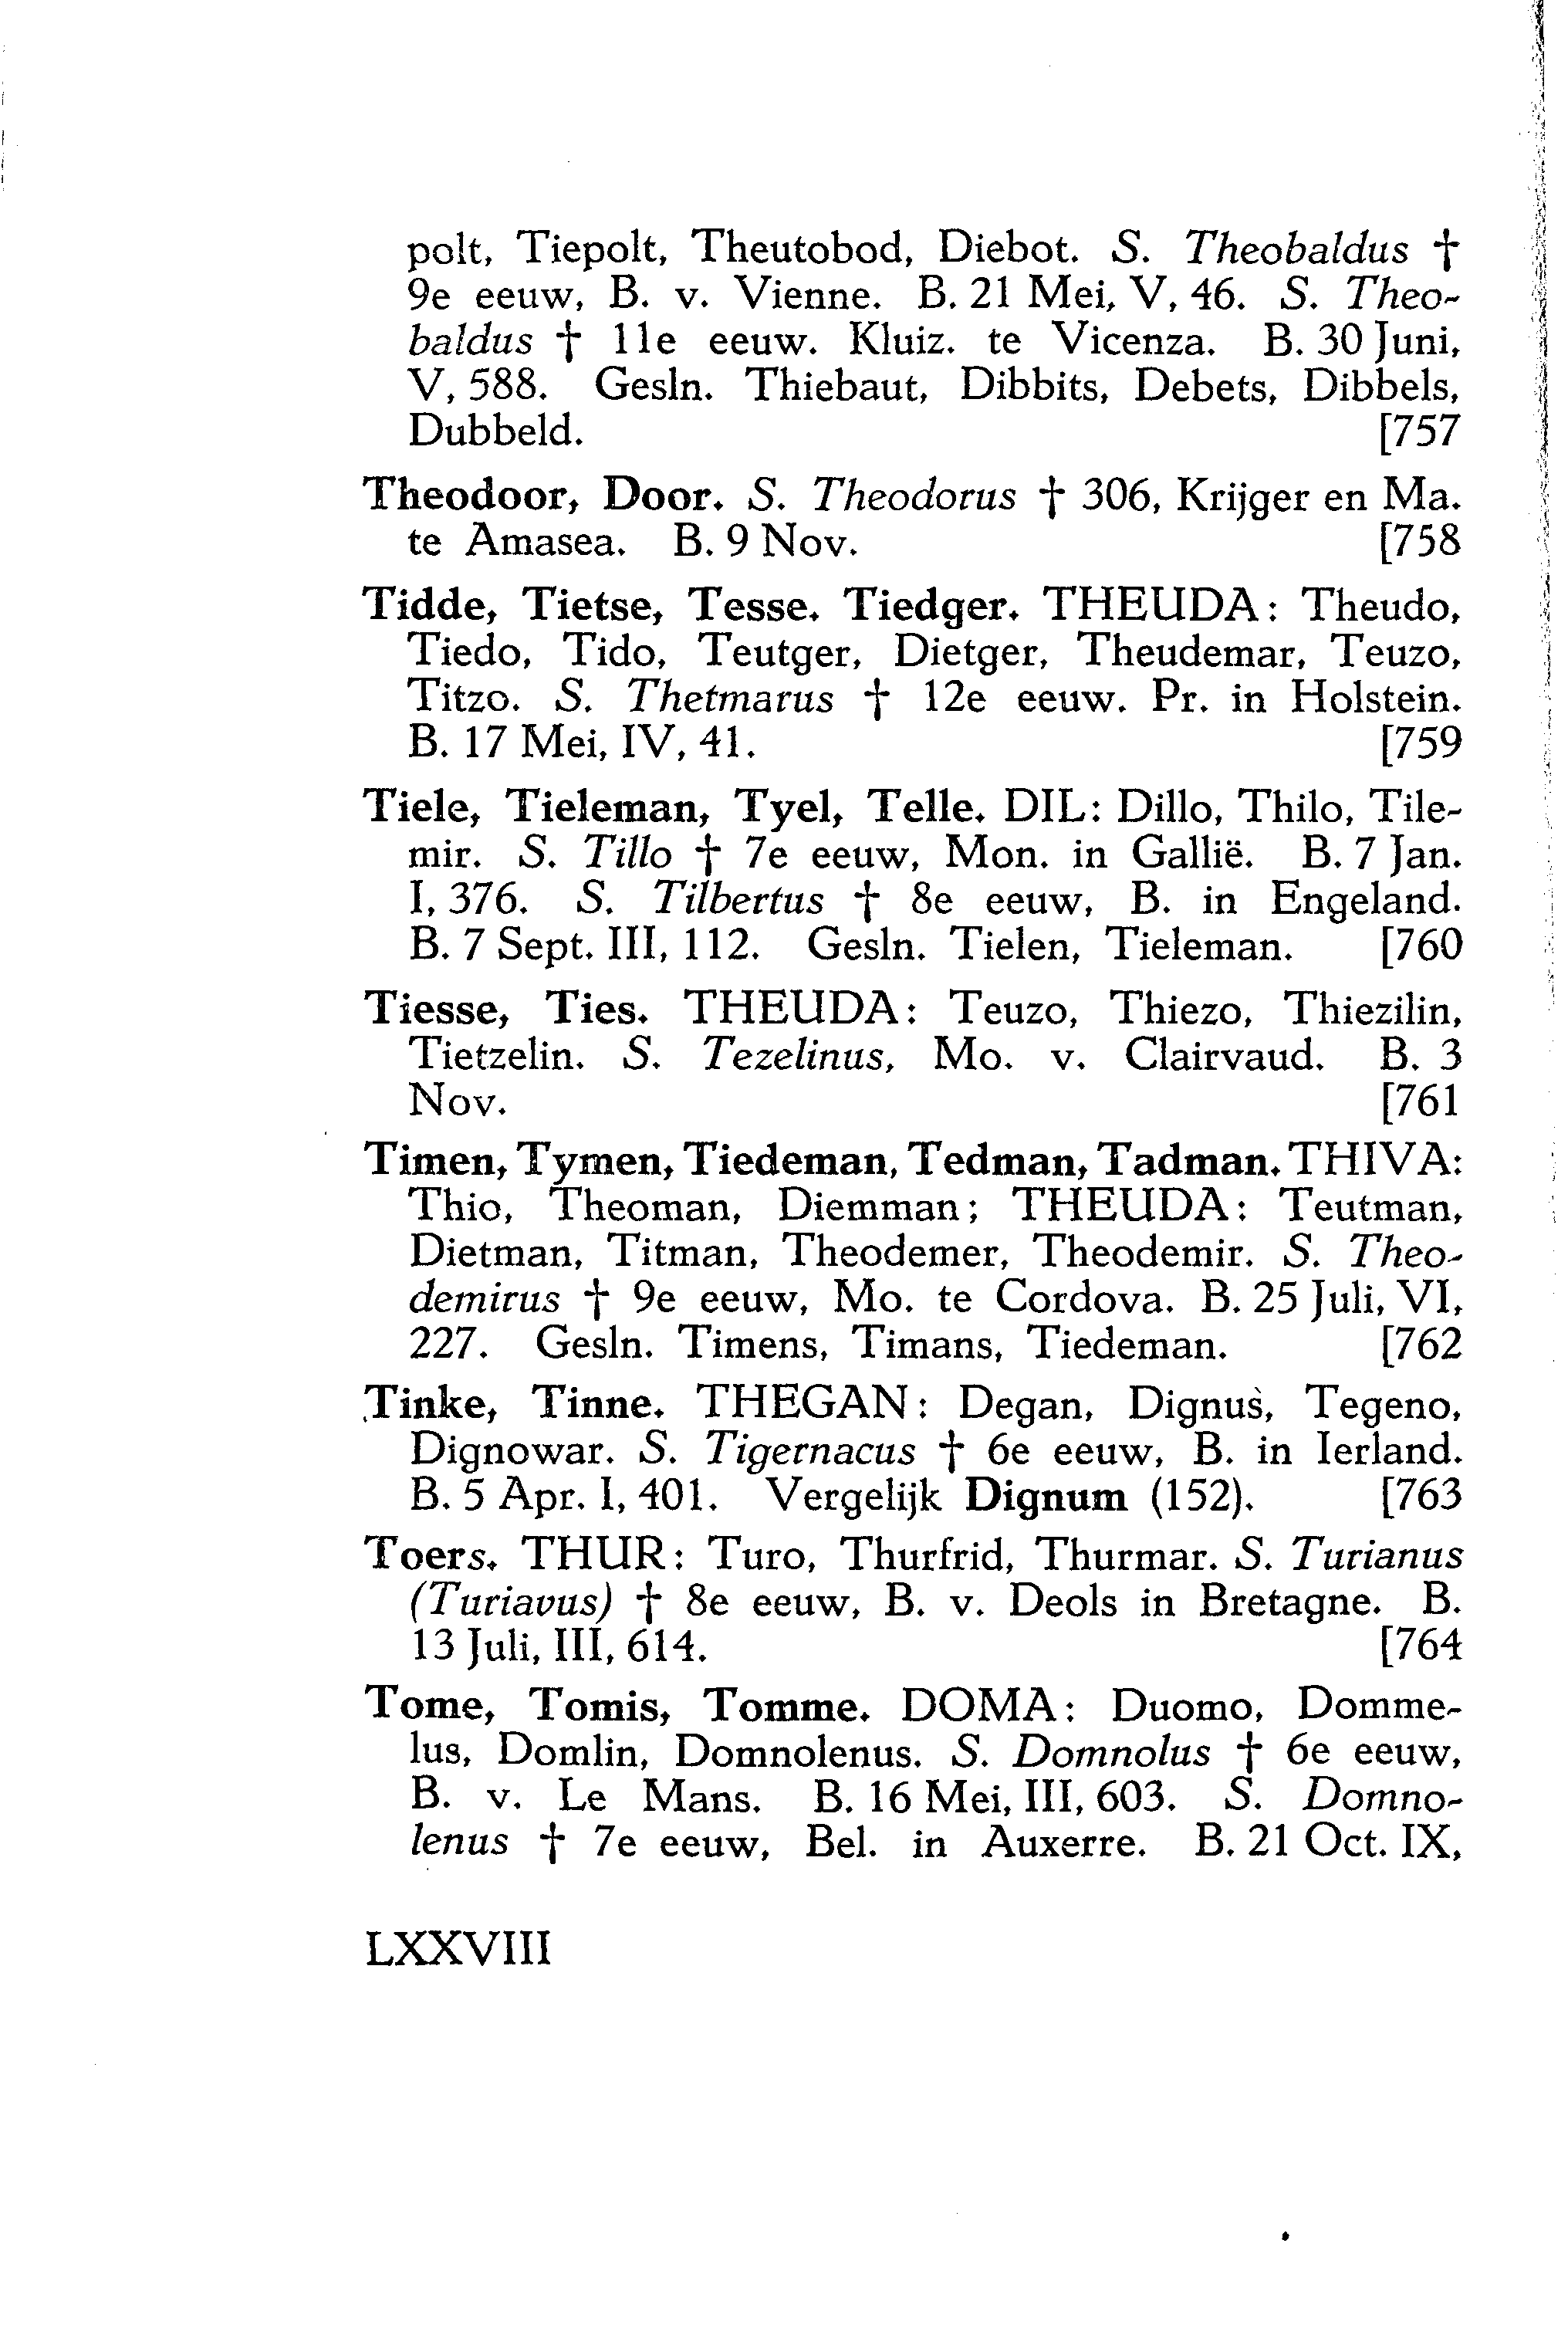 polt, Tiepolt, Theutobod, Diebot. S. Theobaldus †
9e eeuw, B. v. Vienne. B. 21 Mei, V, 46. S. Theo-
baldus † 11e eeuw. Kluiz. te Vicenza. B. 30 Juni,
V, 588. Gesln. Thiebaut, Dibbits, Debets, Dibbels,
Dubbeld. [757
Theodoor, Door. S. Theodorus † 306, Krijger en Ma.
te Amasea. B. 9 Nov. [758
Tidde, Tietse, Tesse. Tiedger. THEUDA: Theudo,
Tiedo, Tido, Teutger, Dietger, Theudemar, Teuzo,
Titzo. S. Thetmarus † 12e eeuw. Pr. in Holstein.
B. 17 Mei, IV, 41. [759
Tiele, Tieleman, Tyel, Telle. DIL: Dillo, Thilo, Tile-
mir. S. Tillo † 7e eeuw, Mon. in Gallië. B. 7 Jan.
I, 376. S. Tilbertus † 8e eeuw, B. in Engeland.
B. 7 Sept. III, 112. Gesln. Tielen, Tieleman. [760
Tiesse, Ties. THEUDA: Teuzo, Thiezo, Thiezilin,
Tietzelin. S. Tezelinus, Mo. v. Clairvaud. B. 3
Nov. [761
Timen, Tymen, Tiedeman, Tedman, Tadman. THIVA:
Thio, Theoman, Diemman; THEUDA: Teutman,
Dietman, Titman, Theodemer, Theodemir. S. Theo-
demirus † 9e eeuw, Mo. te Cordova. B. 25 Juli, VI,
227. Gesln. Timens, Timans, Tiedeman. [762
Tinke, Tinne. THEGAN: Degan, Dignus, Tegeno,
Dignowar. S. Tigernacus † 6e eeuw, B. in Ierland.
B. 5 Apr. I, 401. Vergelijk Dignum (152). [763
Toers. THUR: Turo, Thurfrid, Thurmar. S. Turianus
(Turiavus) † 8e eeuw, B. v. Deols in Bretagne. B.
13 Juli, III, 614. [764
Tome, Tomis, Tomme. DOMA: Duomo, Domme-
lus, Domlin, Domnolenus. S. Domnolus † 6e eeuw,
B. v. Le Mans. B. 16 Mei, III, 603. S. Domno-
lenus † 7e eeuw, Bel. in Auxerre. B. 21 Oct. IX,
LXXVIII